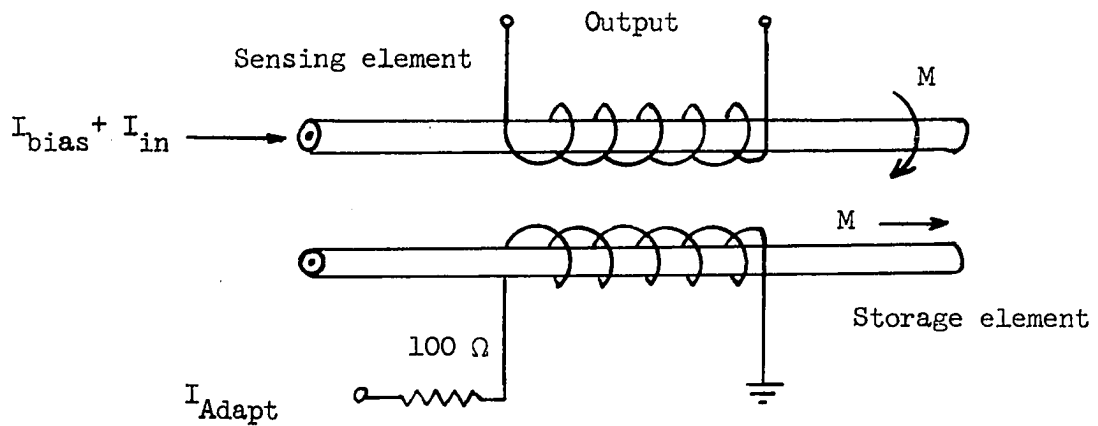 Output
Sensing element
M
I_bias + I_in
M
Storage element
100 Ω
I_Adapt